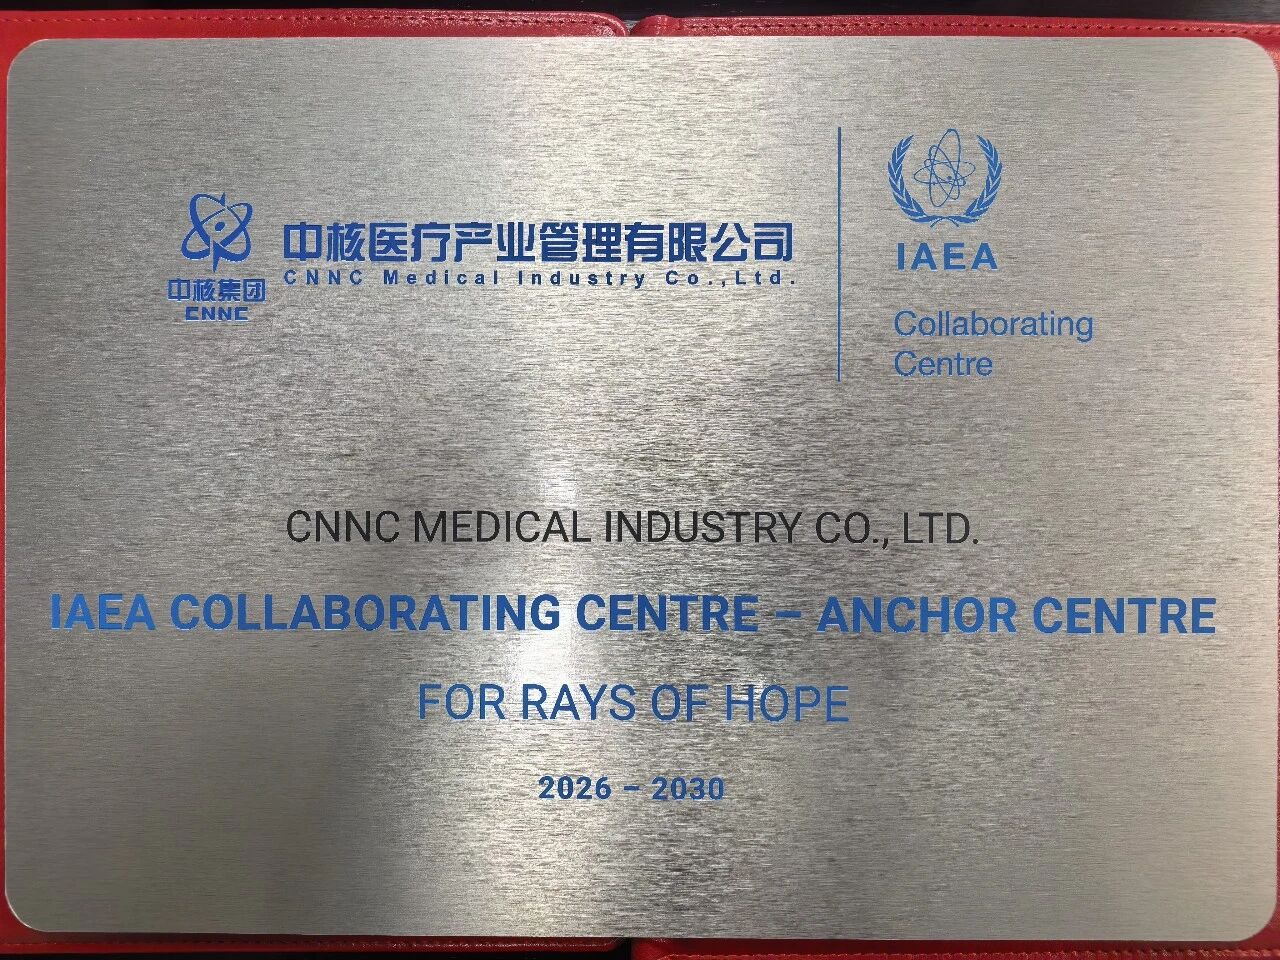 中核集团
CNNC
中核医疗产业管理有限公司
CNNC Medical Industry Co.,Ltd.
IAEA
Collaborating
Centre
CNNC MEDICAL INDUSTRY CO., LTD.
IAEA COLLABORATING CENTRE – ANCHOR CENTRE
FOR RAYS OF HOPE
2026 – 2030